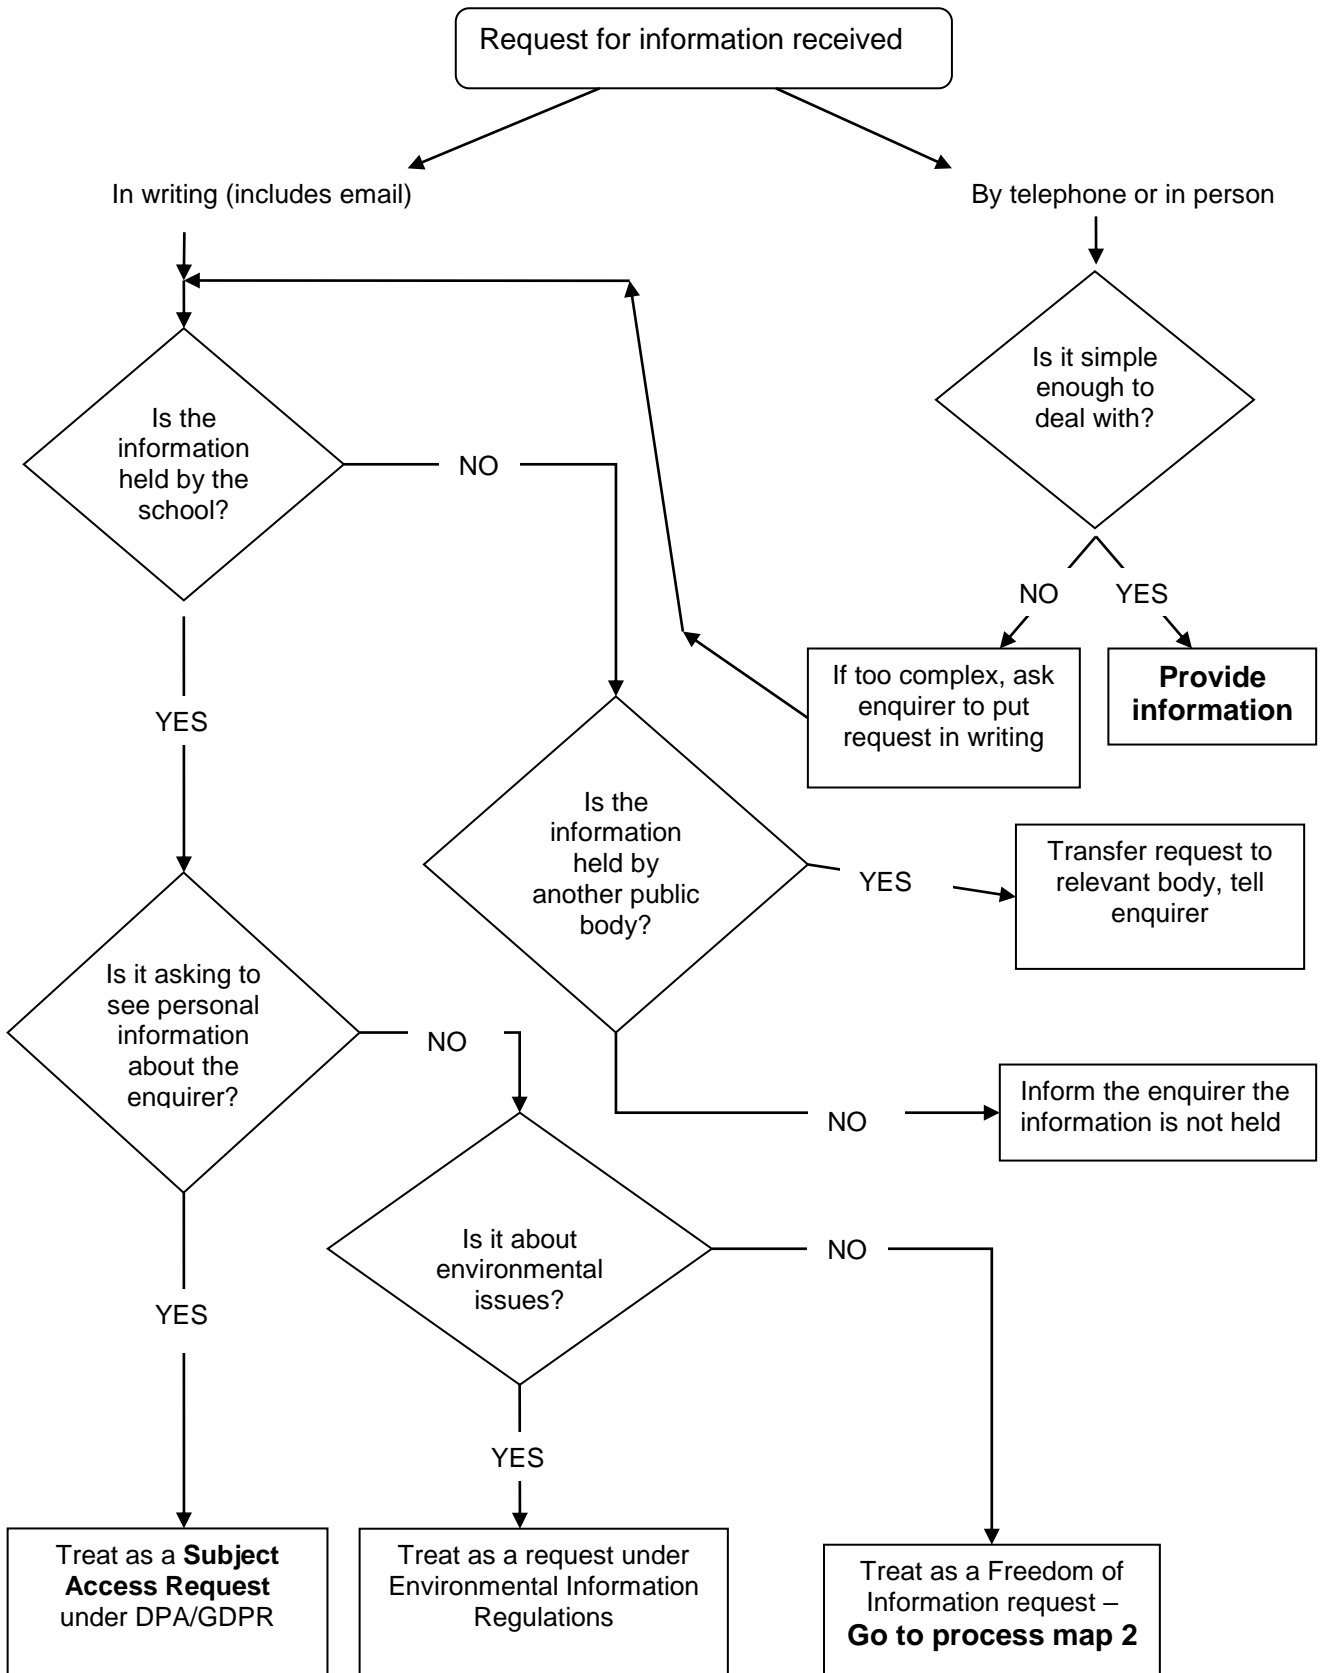 Request for information received
In writing (includes email)
By telephone or in person
Is it simple
enough to
deal with?
Is the
information
held by the
school?
NO
NO
YES
If too complex, ask
enquirer to put
request in writing
Provide
information
YES
Is the
information
held by
another public
body?
YES
Transfer request to
relevant body, tell
enquirer
Is it asking to
see personal
information
about the
enquirer?
NO
NO
Inform the enquirer the
information is not held
Is it about
environmental
issues?
NO
YES
YES
Treat as a Subject
Access Request
under DPA/GDPR
Treat as a request under
Environmental Information
Regulations
Treat as a Freedom of
Information request –
Go to process map 2